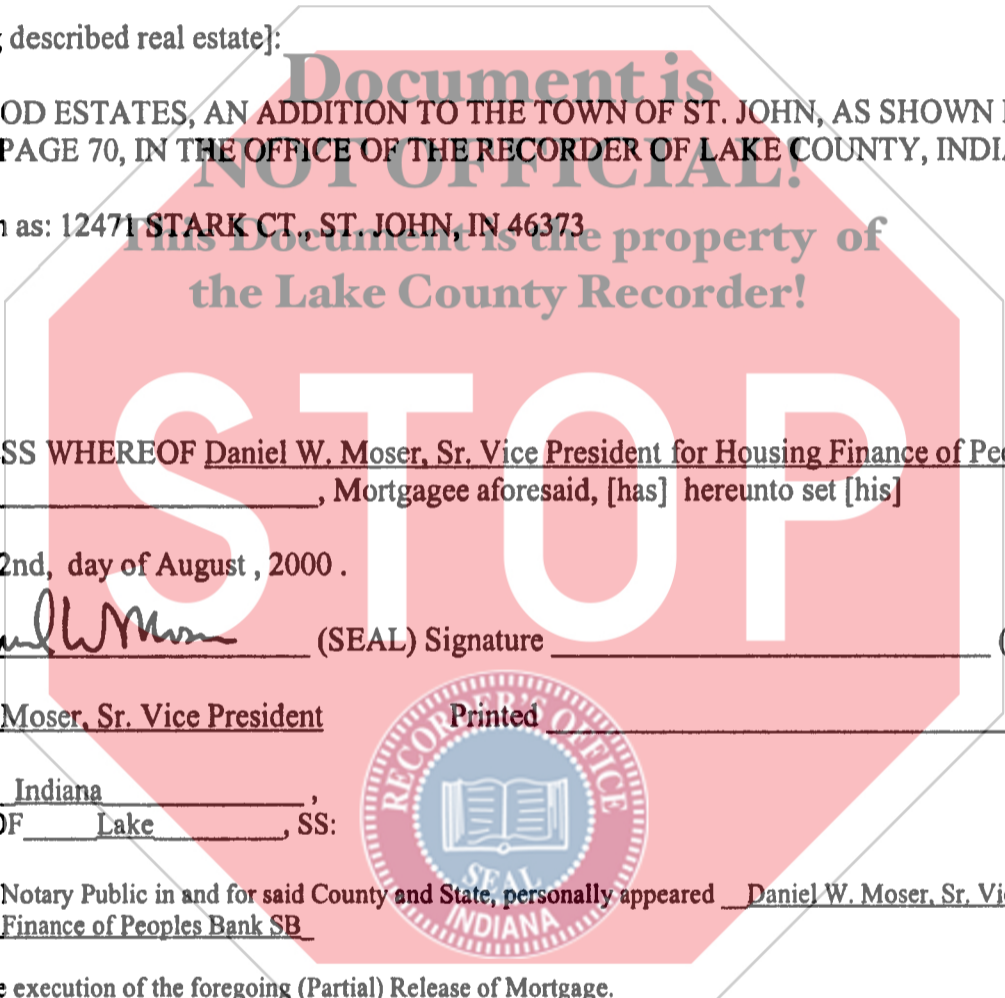 described real estate]:
Document is
OD ESTATES, AN ADDITION TO THE TOWN OF ST. JOHN, AS SHOWN
PAGE 70, IN THE OFFICE OF THE RECORDER OF LAKE COUNTY, INDI
NOT OFFICIAL!
as: 12471 STARK CT., ST. JOHN, IN 46373
This Document is the property of
the Lake County Recorder!
STOP
SS WHEREOF Daniel W. Moser, Sr. Vice President for Housing Finance of Pe
, Mortgagee aforesaid, [has] hereunto set [his]
2nd, day of August , 2000 .
(SEAL) Signature (
Moser, Sr. Vice President Printed
Indiana ,
OF Lake , SS:
RECORDER'S OFFICE
SEAL
INDIANA
Notary Public in and for said County and State, personally appeared Daniel W. Moser, Sr. Vi
Finance of Peoples Bank SB
e execution of the foregoing (Partial) Release of Mortgage.